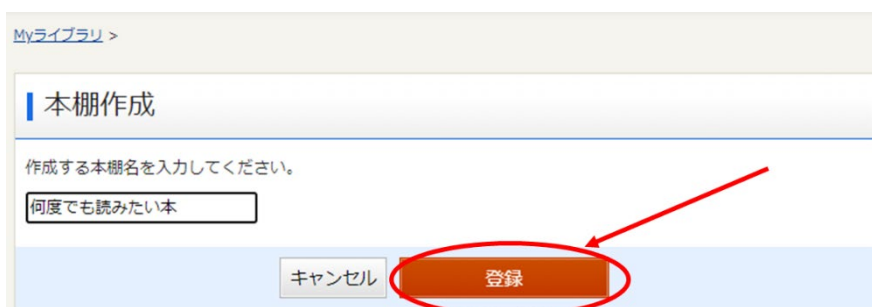 Myライブラリ >
本棚作成
作成する本棚名を入力してください。
何度でも読みたい本
キャンセル 登録